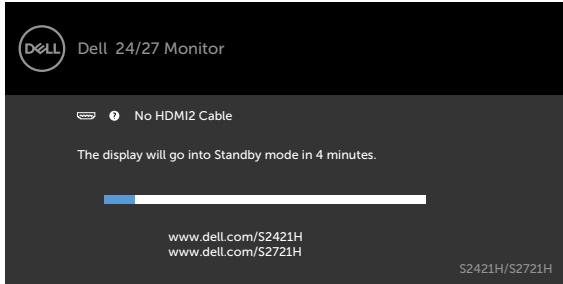 DELL
Dell 24/27 Monitor
? No HDMI2 Cable
The display will go into Standby mode in 4 minutes.
www.dell.com/S2421H
www.dell.com/S2721H
S2421H/S2721H